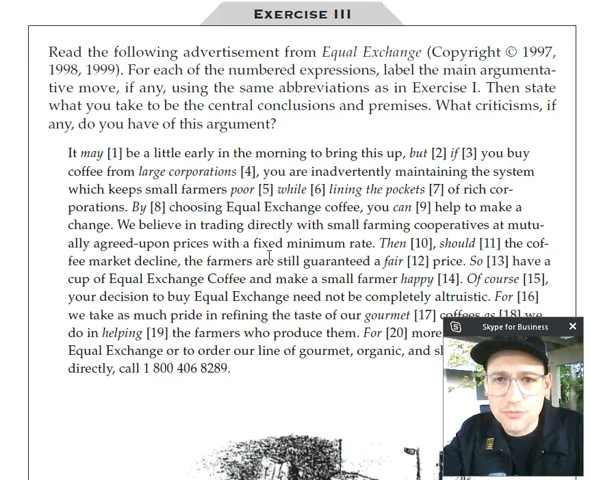 EXERCISE III
Read the following advertisement from Equal Exchange (Copyright © 1997,
1998, 1999). For each of the numbered expressions, label the main argumenta-
tive move, if any, using the same abbreviations as in Exercise I. Then state
what you take to be the central conclusions and premises. What criticisms, if
any, do you have of this argument?
It may [1] be a little early in the morning to bring this up, but [2] if [3] you buy
coffee from large corporations [4], you are inadvertently maintaining the system
which keeps small farmers poor [5] while [6] lining the pockets [7] of rich cor-
porations. By [8] choosing Equal Exchange coffee, you can [9] help to make a
change. We believe in trading directly with small farming cooperatives at mutu-
ally agreed-upon prices with a fixed minimum rate. Then [10], should [11] the cof-
fee market decline, the farmers are still guaranteed a fair [12] price. So [13] have a
cup of Equal Exchange Coffee and make a small farmer happy [14]. Of course [15],
your decision to buy Equal Exchange need not be completely altruistic. For [16]
we take as much pride in refining the taste of our gourmet [17] coffees as [18] we
do in helping [19] the farmers who produce them. For [20] more
Equal Exchange or to order our line of gourmet, organic, and
directly, call 1 800 406 8289.
Skype for Business